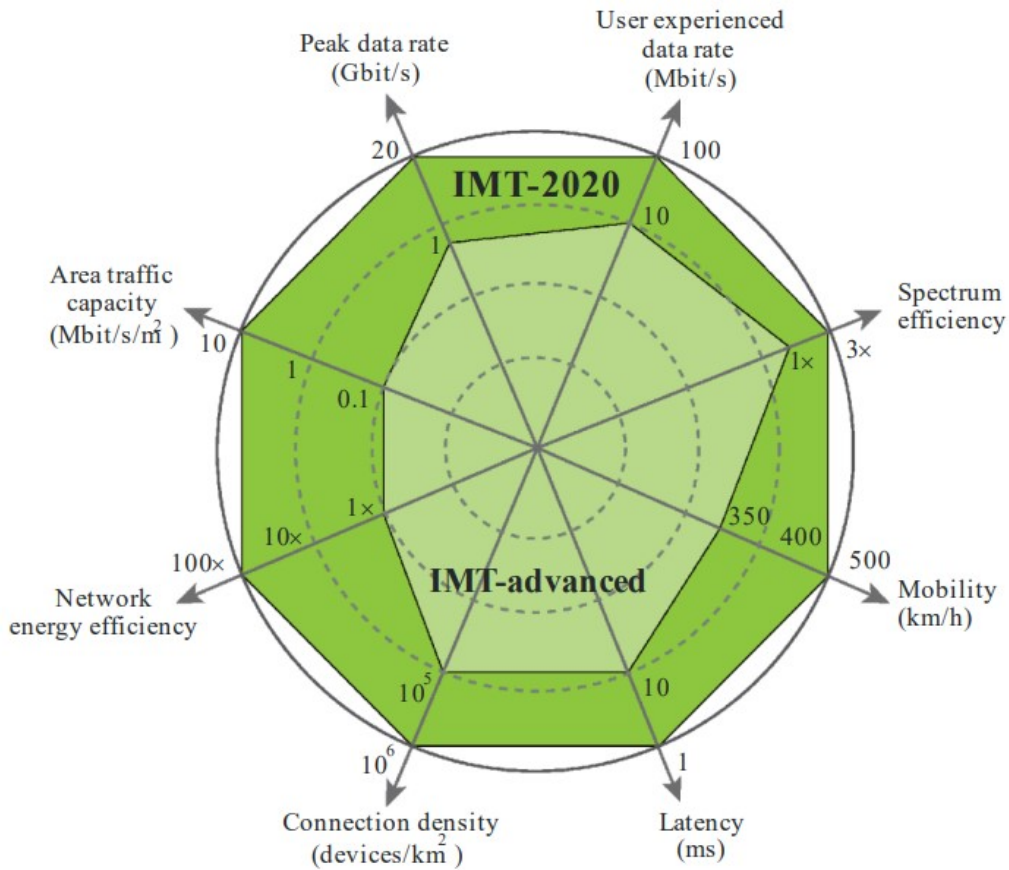 Peak data rate
(Gbit/s)
User experienced
data rate
(Mbit/s)
20
100
IMT-2020
1
10
Area traffic
capacity
(Mbit/s/m²)
10
1
0.1
Spectrum
efficiency
1×
3×
1×
10×
100×
Network
energy efficiency
350
400
500
Mobility
(km/h)
IMT-advanced
10⁵
10
10⁶
1
Connection density
(devices/km²)
Latency
(ms)